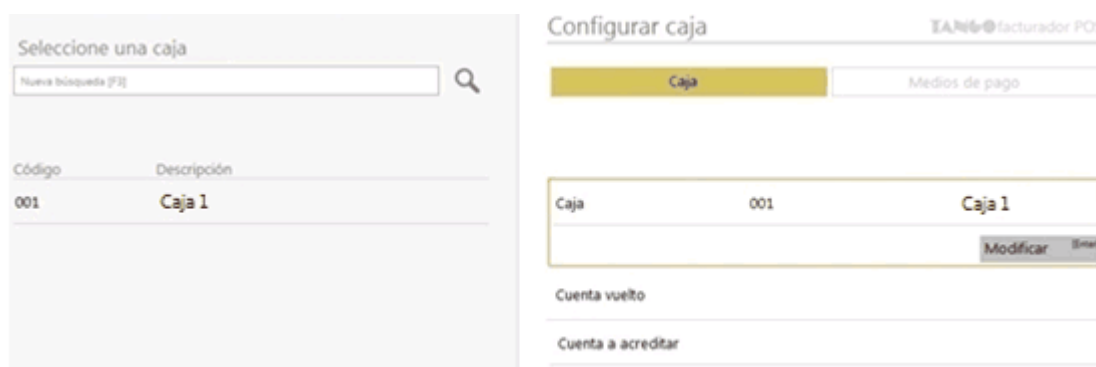 Seleccione una caja
Nueva búsqueda [F3]
Código Descripción
001 Caja 1
Configurar caja TANGO facturador POS
Caja Medios de pago
Caja 001 Caja 1
Modificar
Cuenta vuelto
Cuenta a acreditar